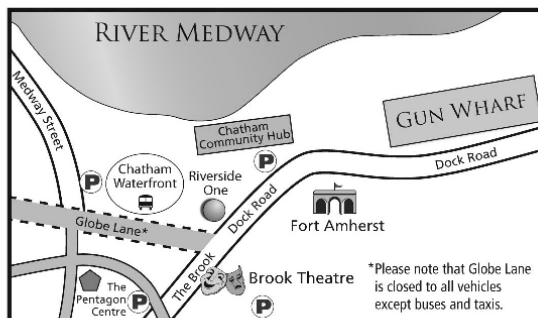 RIVER MEDWAY
Medway Street
GUN WHARF
Chatham
Community Hub
P
Dock Road
P
Chatham
Waterfront
Riverside
One
Dock Road
Fort Amherst
Globe Lane*
The Brook
Brook Theatre
*Please note that Globe Lane
is closed to all vehicles
except buses and taxis.
The
Pentagon
Centre
P
P